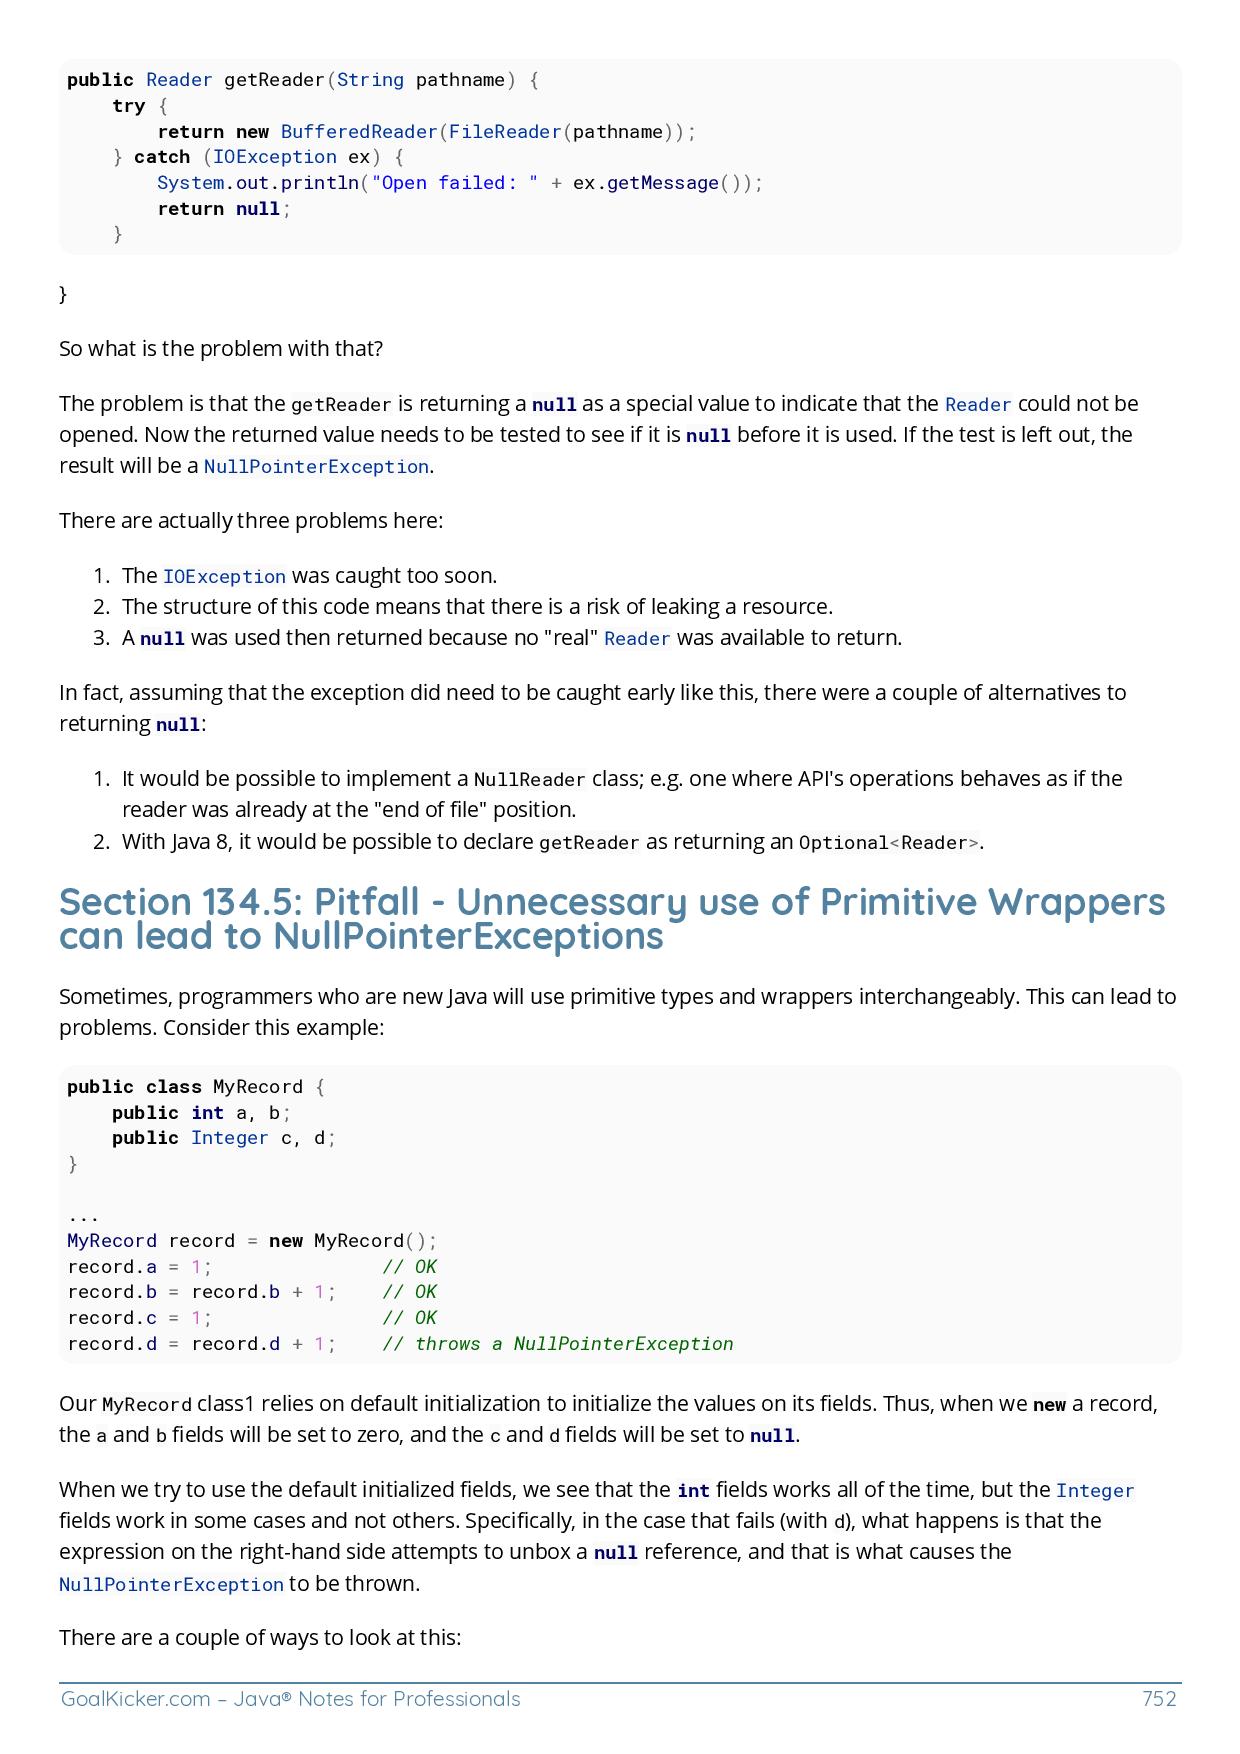 public Reader getReader(String pathname) {
    try {
        return new BufferedReader(FileReader(pathname));
    } catch (IOException ex) {
        System.out.println("Open failed: " + ex.getMessage());
        return null;
    }
}
So what is the problem with that?
The problem is that the getReader is returning a null as a special value to indicate that the Reader could not be
opened. Now the returned value needs to be tested to see if it is null before it is used. If the test is left out, the
result will be a NullPointerException.
There are actually three problems here:
1. The IOException was caught too soon.
2. The structure of this code means that there is a risk of leaking a resource.
3. A null was used then returned because no "real" Reader was available to return.
In fact, assuming that the exception did need to be caught early like this, there were a couple of alternatives to
returning null:
1. It would be possible to implement a NullReader class; e.g. one where API's operations behaves as if the
reader was already at the "end of file" position.
2. With Java 8, it would be possible to declare getReader as returning an Optional<Reader>.
Section 134.5: Pitfall - Unnecessary use of Primitive Wrappers
can lead to NullPointerExceptions
Sometimes, programmers who are new Java will use primitive types and wrappers interchangeably. This can lead to
problems. Consider this example:
public class MyRecord {
    public int a, b;
    public Integer c, d;
}
...
MyRecord record = new MyRecord();
record.a = 1;               // OK
record.b = record.b + 1;    // OK
record.c = 1;               // OK
record.d = record.d + 1;    // throws a NullPointerException
Our MyRecord class1 relies on default initialization to initialize the values on its fields. Thus, when we new a record,
the a and b fields will be set to zero, and the c and d fields will be set to null.
When we try to use the default initialized fields, we see that the int fields works all of the time, but the Integer
fields work in some cases and not others. Specifically, in the case that fails (with d), what happens is that the
expression on the right-hand side attempts to unbox a null reference, and that is what causes the
NullPointerException to be thrown.
There are a couple of ways to look at this:
GoalKicker.com – Java® Notes for Professionals 752